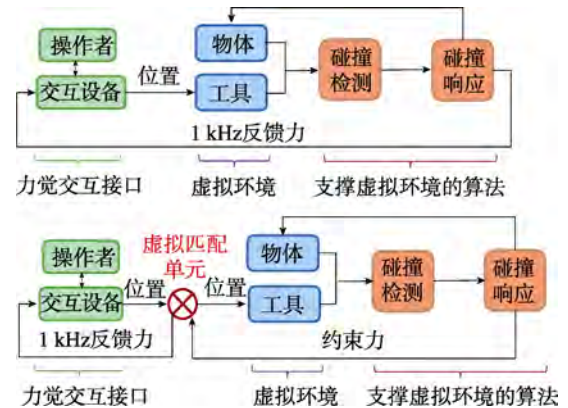 操作者
交互设备
位置
物体
工具
碰撞
检测
碰撞
响应
1 kHz反馈力
力觉交互接口
虚拟环境
支撑虚拟环境的算法
操作者
交互设备
位置
虚拟匹配
单元
位置
物体
工具
碰撞
检测
碰撞
响应
1 kHz反馈力
约束力
力觉交互接口
虚拟环境
支撑虚拟环境的算法